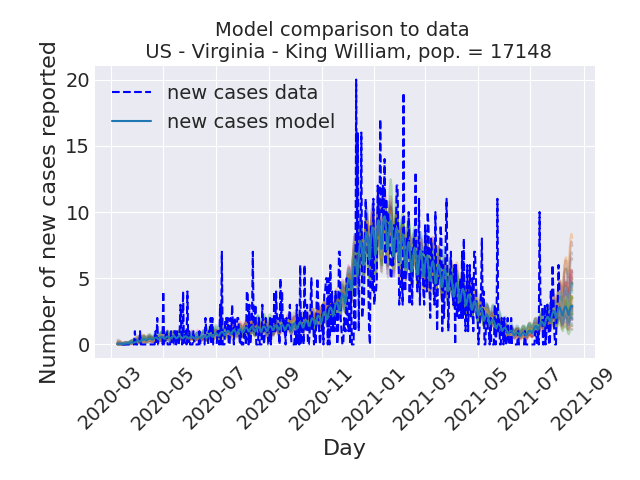 Model comparison to data
US - Virginia - King William, pop. = 17148
Number of new cases reported
20
15
10
5
0
new cases data
new cases model
2020-03
2020-05
2020-07
2020-09
2020-11
2021-01
2021-03
2021-05
2021-07
2021-09
Day